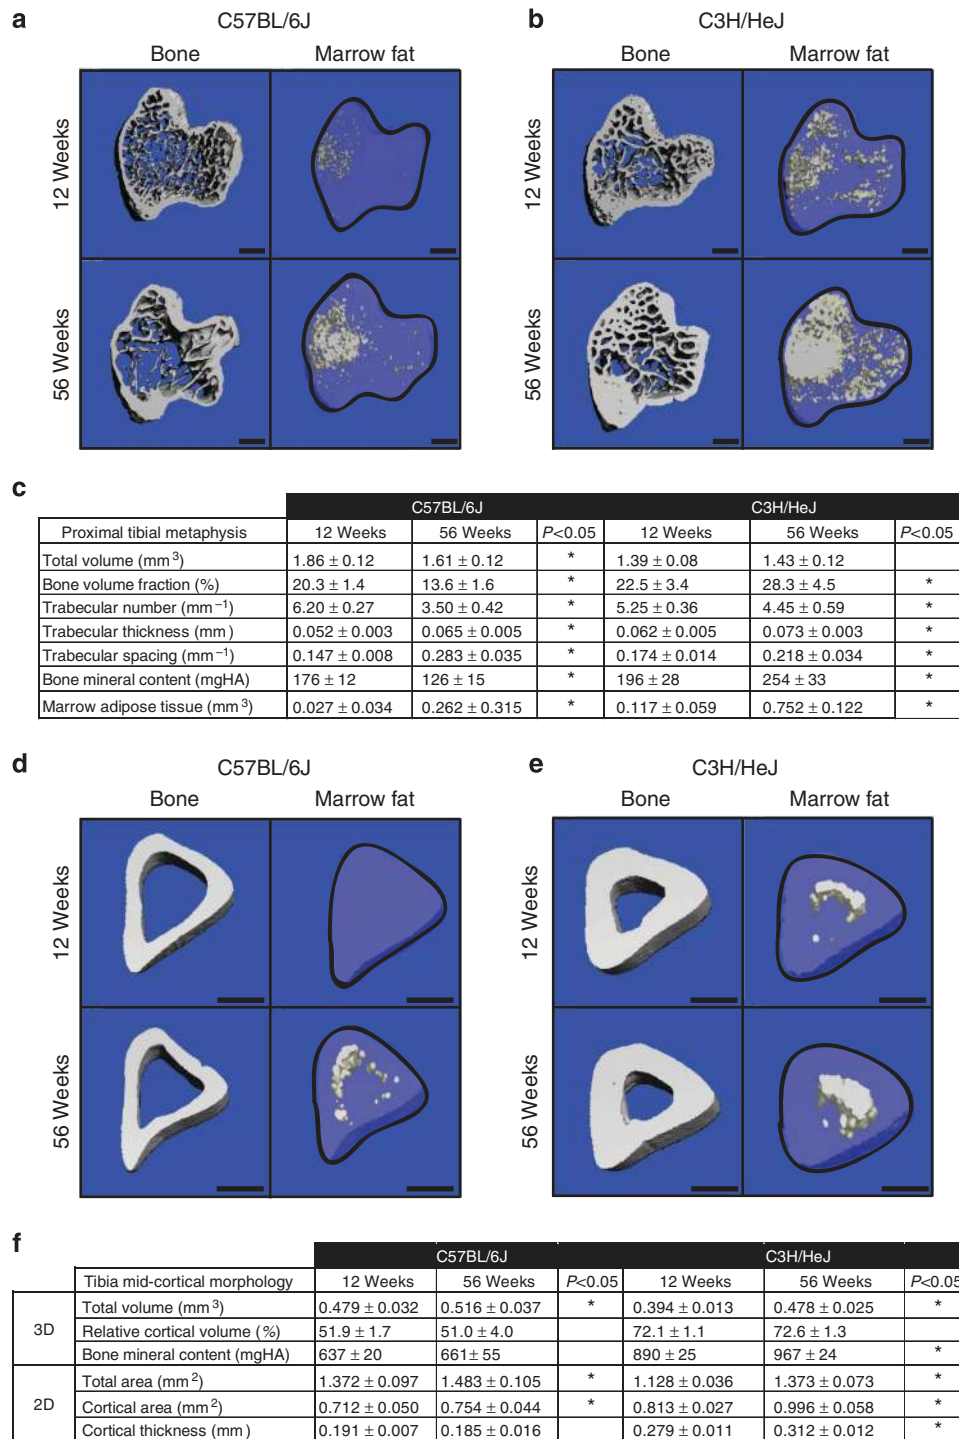 a
C57BL/6J
Bone
Marrow fat
12 Weeks
56 Weeks
b
C3H/HeJ
Bone
Marrow fat
12 Weeks
56 Weeks
c
C57BL/6J C3H/HeJ
Proximal tibial metaphysis 12 Weeks 56 Weeks P<0.05 12 Weeks 56 Weeks P<0.05
Total volume (mm³) 1.86 ± 0.12 1.61 ± 0.12 * 1.39 ± 0.08 1.43 ± 0.12
Bone volume fraction (%) 20.3 ± 1.4 13.6 ± 1.6 * 22.5 ± 3.4 28.3 ± 4.5 *
Trabecular number (mm⁻¹) 6.20 ± 0.27 3.50 ± 0.42 * 5.25 ± 0.36 4.45 ± 0.59 *
Trabecular thickness (mm) 0.052 ± 0.003 0.065 ± 0.005 * 0.062 ± 0.005 0.073 ± 0.003 *
Trabecular spacing (mm⁻¹) 0.147 ± 0.008 0.283 ± 0.035 * 0.174 ± 0.014 0.218 ± 0.034 *
Bone mineral content (mgHA) 176 ± 12 126 ± 15 * 196 ± 28 254 ± 33 *
Marrow adipose tissue (mm³) 0.027 ± 0.034 0.262 ± 0.315 * 0.117 ± 0.059 0.752 ± 0.122 *
d
C57BL/6J
Bone
Marrow fat
12 Weeks
56 Weeks
e
C3H/HeJ
Bone
Marrow fat
12 Weeks
56 Weeks
f
C57BL/6J C3H/HeJ
Tibia mid-cortical morphology 12 Weeks 56 Weeks P<0.05 12 Weeks 56 Weeks P<0.05
3D
Total volume (mm³) 0.479 ± 0.032 0.516 ± 0.037 * 0.394 ± 0.013 0.478 ± 0.025 *
Relative cortical volume (%) 51.9 ± 1.7 51.0 ± 4.0 72.1 ± 1.1 72.6 ± 1.3
Bone mineral content (mgHA) 637 ± 20 661± 55 890 ± 25 967 ± 24 *
2D
Total area (mm²) 1.372 ± 0.097 1.483 ± 0.105 * 1.128 ± 0.036 1.373 ± 0.073 *
Cortical area (mm²) 0.712 ± 0.050 0.754 ± 0.044 * 0.813 ± 0.027 0.996 ± 0.058 *
Cortical thickness (mm) 0.191 ± 0.007 0.185 ± 0.016 0.279 ± 0.011 0.312 ± 0.012 *